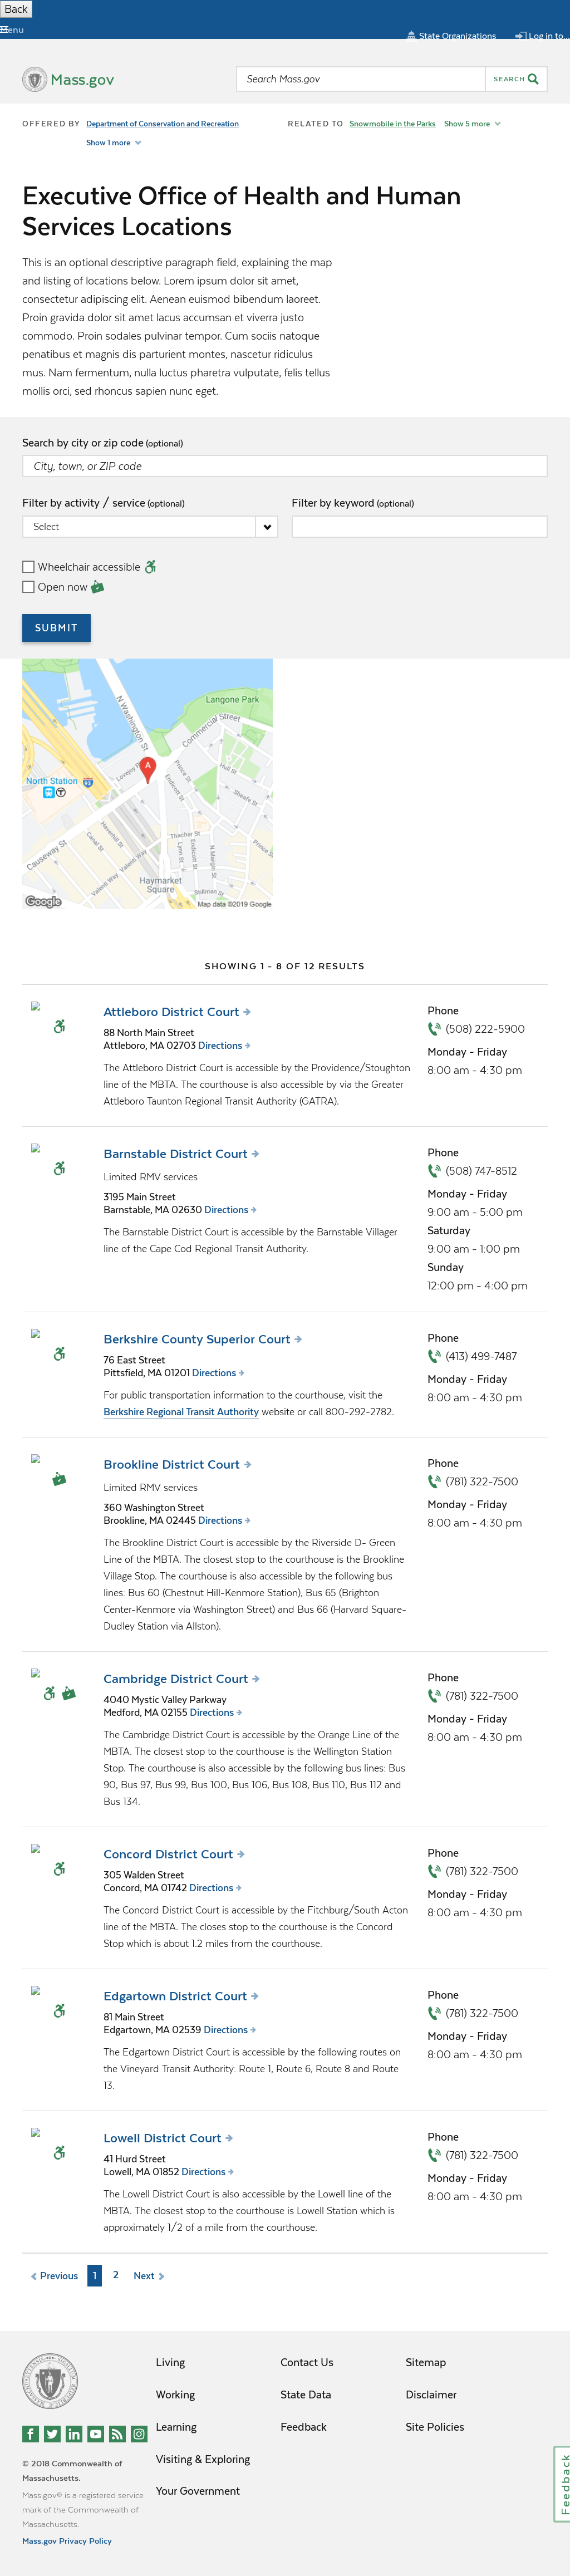 Back
Menu
State Organizations
Log in to...
Mass.gov
Search Mass.gov
SEARCH
OFFERED BY Department of Conservation and Recreation
Show 1 more
RELATED TO Snowmobile in the Parks Show 5 more
Executive Office of Health and Human
Services Locations
This is an optional descriptive paragraph field, explaining the map
and listing of locations below. Lorem ipsum dolor sit amet,
consectetur adipiscing elit. Aenean euismod bibendum laoreet.
Proin gravida dolor sit amet lacus accumsan et viverra justo
commodo. Proin sodales pulvinar tempor. Cum sociis natoque
penatibus et magnis dis parturient montes, nascetur ridiculus
mus. Nam fermentum, nulla luctus pharetra vulputate, felis tellus
mollis orci, sed rhoncus sapien nunc eget.
Search by city or zip code (optional)
City, town, or ZIP code
Filter by activity / service (optional)
Select
Filter by keyword (optional)
Wheelchair accessible
Open now
SUBMIT
Langone Park
N Washington St
North Station
93
A
Lovejoy Pl
Prince St
Hull St
Sheafe St
Endicott St
Thacher St
Cooper St
N Margin St
Causeway St
Canal St
Valenti Way
Haymarket
Square
Stillman
Google
Map data ©2019 Google
SHOWING 1 - 8 OF 12 RESULTS
Attleboro District Court
88 North Main Street
Attleboro, MA 02703 Directions
The Attleboro District Court is accessible by the Providence/Stoughton
line of the MBTA. The courthouse is also accessible by via the Greater
Attleboro Taunton Regional Transit Authority (GATRA).
Phone
(508) 222-5900
Monday - Friday
8:00 am - 4:30 pm
Barnstable District Court
Limited RMV services
3195 Main Street
Barnstable, MA 02630 Directions
The Barnstable District Court is accessible by the Barnstable Villager
line of the Cape Cod Regional Transit Authority.
Phone
(508) 747-8512
Monday - Friday
9:00 am - 5:00 pm
Saturday
9:00 am - 1:00 pm
Sunday
12:00 pm - 4:00 pm
Berkshire County Superior Court
76 East Street
Pittsfield, MA 01201 Directions
For public transportation information to the courthouse, visit the
Berkshire Regional Transit Authority website or call 800-292-2782.
Phone
(413) 499-7487
Monday - Friday
8:00 am - 4:30 pm
Brookline District Court
Limited RMV services
360 Washington Street
Brookline, MA 02445 Directions
The Brookline District Court is accessible by the Riverside D- Green
Line of the MBTA. The closest stop to the courthouse is the Brookline
Village Stop. The courthouse is also accessible by the following bus
lines: Bus 60 (Chestnut Hill-Kenmore Station), Bus 65 (Brighton
Center-Kenmore via Washington Street) and Bus 66 (Harvard Square-
Dudley Station via Allston).
Phone
(781) 322-7500
Monday - Friday
8:00 am - 4:30 pm
Cambridge District Court
4040 Mystic Valley Parkway
Medford, MA 02155 Directions
The Cambridge District Court is accessible by the Orange Line of the
MBTA. The closest stop to the courthouse is the Wellington Station
Stop. The courthouse is also accessible by the following bus lines: Bus
90, Bus 97, Bus 99, Bus 100, Bus 106, Bus 108, Bus 110, Bus 112 and
Bus 134.
Phone
(781) 322-7500
Monday - Friday
8:00 am - 4:30 pm
Concord District Court
305 Walden Street
Concord, MA 01742 Directions
The Concord District Court is accessible by the Fitchburg/South Acton
line of the MBTA. The closes stop to the courthouse is the Concord
Stop which is about 1.2 miles from the courthouse.
Phone
(781) 322-7500
Monday - Friday
8:00 am - 4:30 pm
Edgartown District Court
81 Main Street
Edgartown, MA 02539 Directions
The Edgartown District Court is accessible by the following routes on
the Vineyard Transit Authority: Route 1, Route 6, Route 8 and Route
13.
Phone
(781) 322-7500
Monday - Friday
8:00 am - 4:30 pm
Lowell District Court
41 Hurd Street
Lowell, MA 01852 Directions
The Lowell District Court is also accessible by the Lowell line of the
MBTA. The closest stop to the courthouse is Lowell Station which is
approximately 1/2 of a mile from the courthouse.
Phone
(781) 322-7500
Monday - Friday
8:00 am - 4:30 pm
Previous 1 2 Next
Living
Working
Learning
Visiting & Exploring
Your Government
Contact Us
State Data
Feedback
Sitemap
Disclaimer
Site Policies
© 2018 Commonwealth of
Massachusetts.
Mass.gov® is a registered service
mark of the Commonwealth of
Massachusetts.
Mass.gov Privacy Policy
Feedback